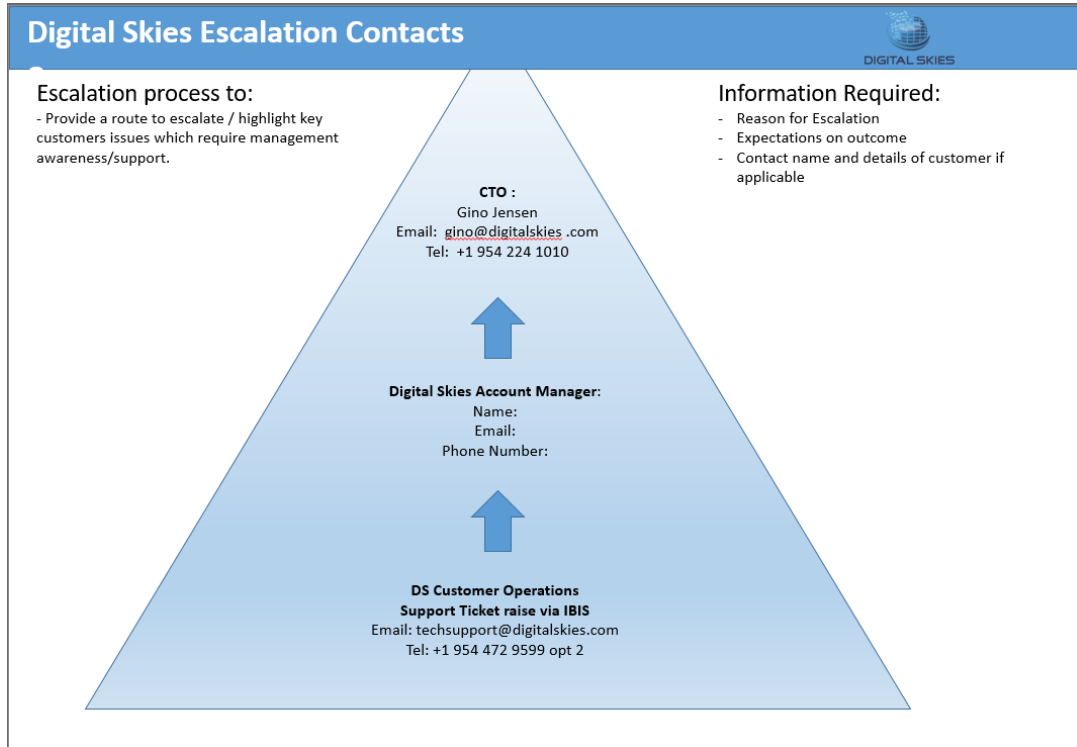 Digital Skies Escalation Contacts
DIGITAL SKIES
Escalation process to:
- Provide a route to escalate / highlight key
customers issues which require management
awareness/support.
Information Required:
- Reason for Escalation
- Expectations on outcome
- Contact name and details of customer if
applicable
CTO :
Gino Jensen
Email: gino@digitalskies .com
Tel: +1 954 224 1010
Digital Skies Account Manager:
Name:
Email:
Phone Number:
DS Customer Operations
Support Ticket raise via IBIS
Email: techsupport@digitalskies.com
Tel: +1 954 472 9599 opt 2